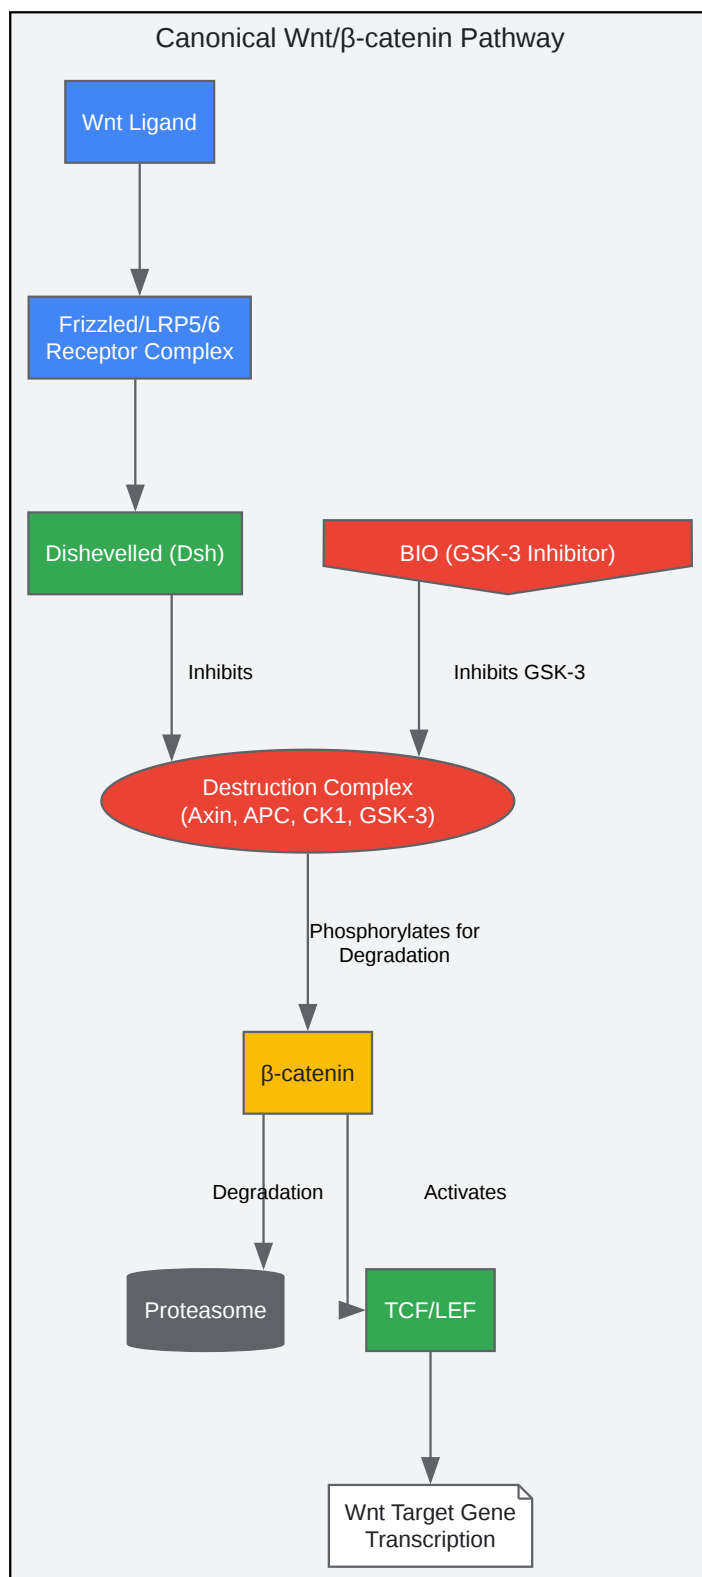 Canonical Wnt/β-catenin Pathway
Wnt Ligand
Frizzled/LRP5/6
Receptor Complex
Dishevelled (Dsh)
BIO (GSK-3 Inhibitor)
Inhibits
Inhibits GSK-3
Destruction Complex
(Axin, APC, CK1, GSK-3)
Phosphorylates for
Degradation
β-catenin
Degradation
Activates
Proteasome
TCF/LEF
Wnt Target Gene
Transcription